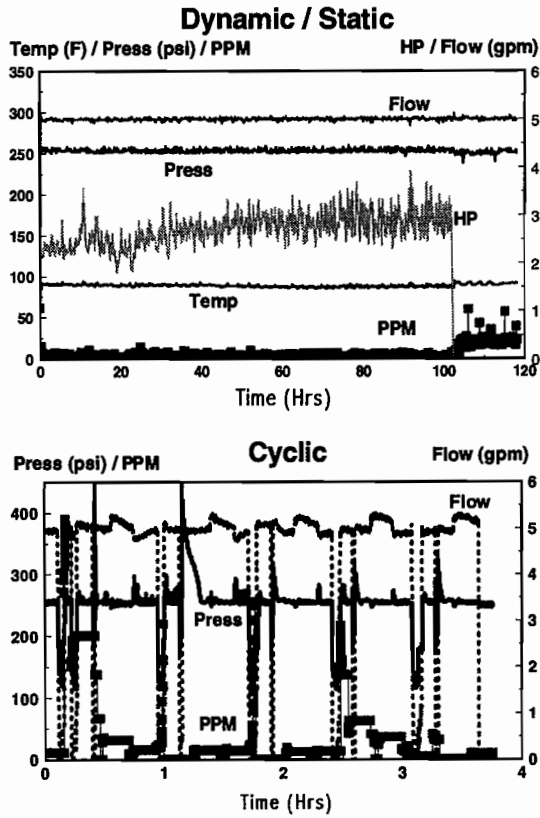 Dynamic / Static
Temp (F) / Press (psi) / PPM HP / Flow (gpm)
350 6
300 5
250 4
200
150 3
100 2
50 1
0 0
Flow
Press
HP
Temp
PPM
0 20 40 60 80 100 120
Time (Hrs)
Cyclic
Press (psi) / PPM Flow (gpm)
400 6
300 5
200 4
100 3
0 2
1
0
Flow
Press
PPM
0 1 2 3 4
Time (Hrs)